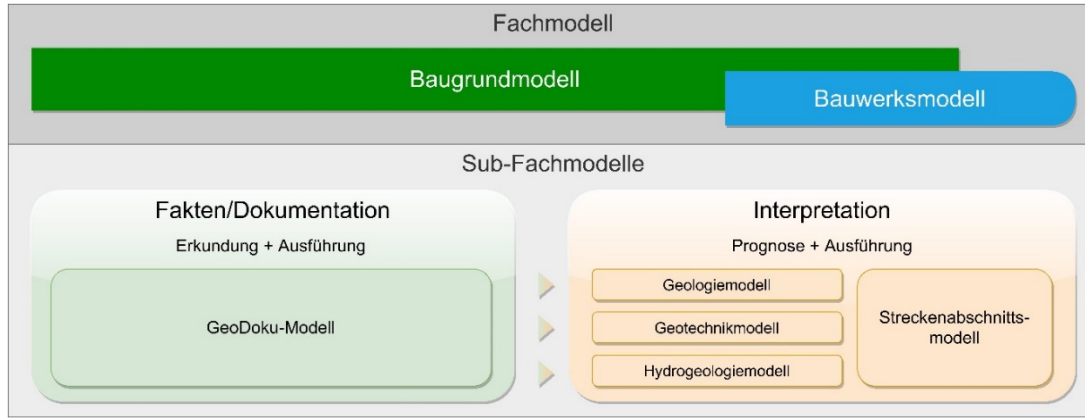 Fachmodell
Baugrundmodell
Bauwerksmodell
Sub-Fachmodelle
Fakten/Dokumentation
Erkundung + Ausführung
GeoDoku-Modell
Interpretation
Prognose + Ausführung
Geologiemodell
Geotechnikmodell
Hydrogeologiemodell
Streckenabschnitts-
modell